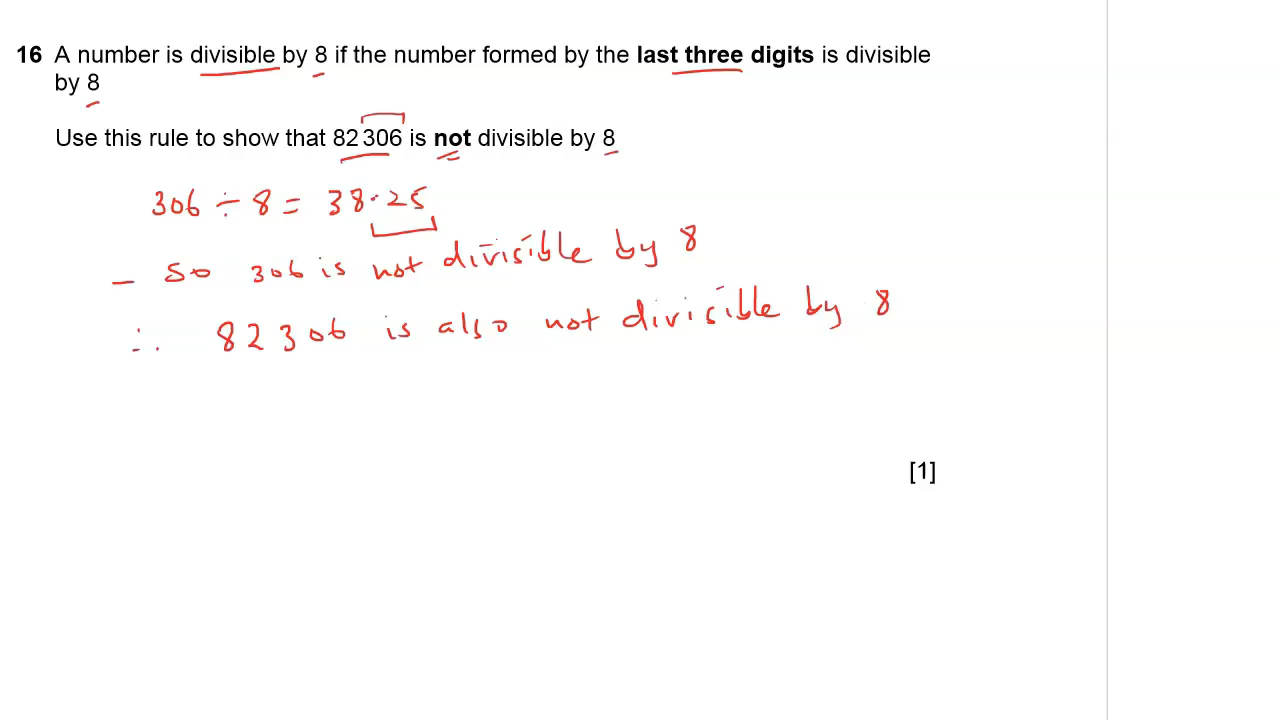 16 A number is divisible by 8 if the number formed by the last three digits is divisible
by 8
Use this rule to show that 82 306 is not divisible by 8
306 ÷ 8 = 38.25
– so 306 is not divisible by 8
∴ 82306 is also not divisible by 8
[1]